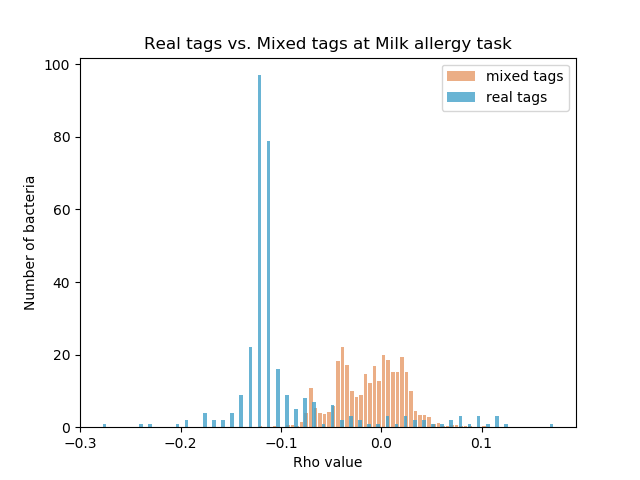 Real tags vs. Mixed tags at Milk allergy task
mixed tags
real tags
Number of bacteria
100
80
60
40
20
0
−0.3
−0.2
−0.1
0.0
0.1
Rho value